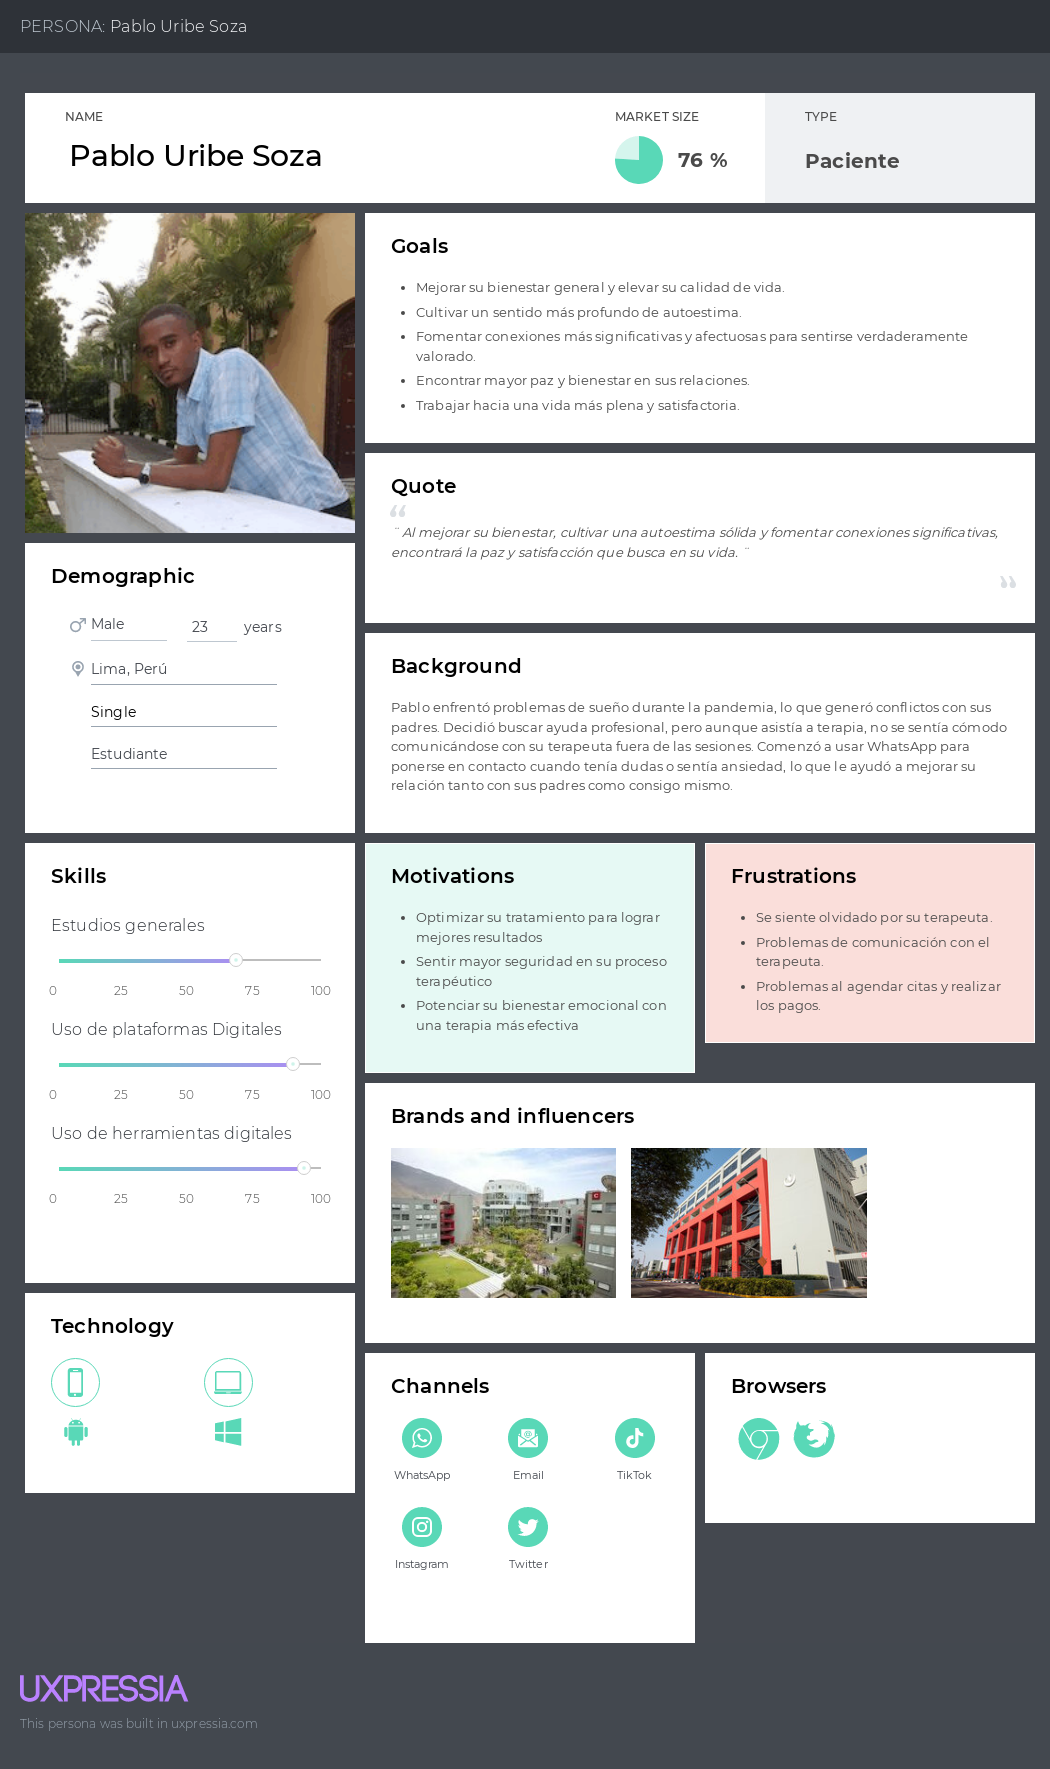 PERSONA: Pablo Uribe Soza
NAME
Pablo Uribe Soza
MARKET SIZE
76 %
TYPE
Paciente
Goals
Mejorar su bienestar general y elevar su calidad de vida.
Cultivar un sentido más profundo de autoestima.
Fomentar conexiones más significativas y afectuosas para sentirse verdaderamente
valorado.
Encontrar mayor paz y bienestar en sus relaciones.
Trabajar hacia una vida más plena y satisfactoria.
Quote
“
¨ Al mejorar su bienestar, cultivar una autoestima sólida y fomentar conexiones significativas,
encontrará la paz y satisfacción que busca en su vida. ¨
”
Demographic
Male
23 years
Lima, Perú
Single
Estudiante
Background
Pablo enfrentó problemas de sueño durante la pandemia, lo que generó conflictos con sus
padres. Decidió buscar ayuda profesional, pero aunque asistía a terapia, no se sentía cómodo
comunicándose con su terapeuta fuera de las sesiones. Comenzó a usar WhatsApp para
ponerse en contacto cuando tenía dudas o sentía ansiedad, lo que le ayudó a mejorar su
relación tanto con sus padres como consigo mismo.
Skills
Estudios generales
0 25 50 75 100
Uso de plataformas Digitales
0 25 50 75 100
Uso de herramientas digitales
0 25 50 75 100
Motivations
Optimizar su tratamiento para lograr
mejores resultados
Sentir mayor seguridad en su proceso
terapéutico
Potenciar su bienestar emocional con
una terapia más efectiva
Frustrations
Se siente olvidado por su terapeuta.
Problemas de comunicación con el
terapeuta.
Problemas al agendar citas y realizar
los pagos.
Brands and influencers
Technology
Channels
WhatsApp
Email
TikTok
Instagram
Twitter
Browsers
UXPRESSIA
This persona was built in uxpressia.com